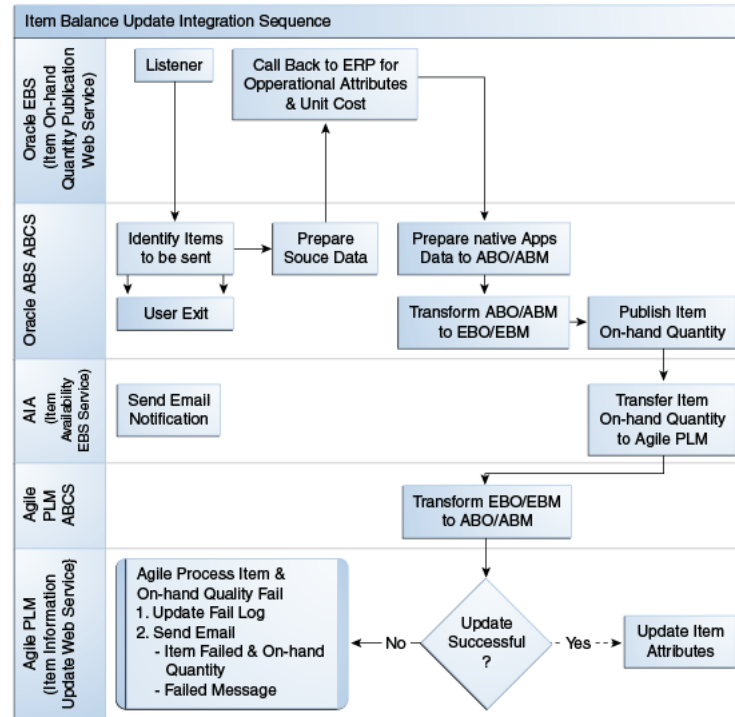 Item Balance Update Integration Sequence
Oracle EBS
(Item On-hand
Quantity Publication
Web Service)
Listener
Call Back to ERP for
Opperational Attributes
& Unit Cost
Oracle ABS ABCS
Identify Items
to be sent
Prepare
Souce Data
Prepare native Apps
Data to ABO/ABM
User Exit
Transform ABO/ABM
to EBO/EBM
Publish Item
On-hand Quantity
AIA
(Item
Availability
EBS Service)
Send Email
Notification
Transfer Item
On-hand Quantity
to Agile PLM
Agile
PLM
ABCS
Transform EBO/EBM
to ABO/ABM
Agile PLM
(Item Information
Update Web Service}
Agile Process Item &
On-hand Quality Fail
1. Update Fail Log
2. Send Email
- Item Failed & On-hand
Quantity
- Failed Message
No
Update
Successful
?
Yes
Update Item
Attributes